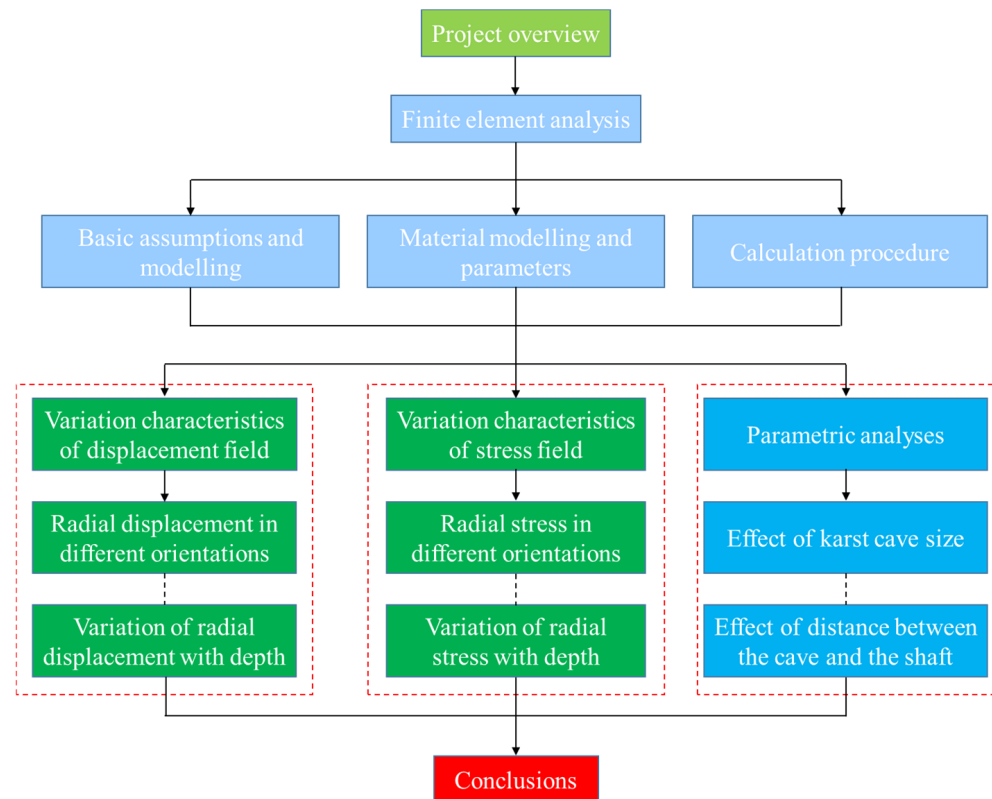 Project overview
Finite element analysis
Basic assumptions and
modelling
Material modelling and
parameters
Calculation procedure
Variation characteristics
of displacement field
Variation characteristics
of stress field
Parametric analyses
Radial displacement in
different orientations
Radial stress in
different orientations
Effect of karst cave size
Variation of radial
displacement with depth
Variation of radial
stress with depth
Effect of distance between
the cave and the shaft
Conclusions